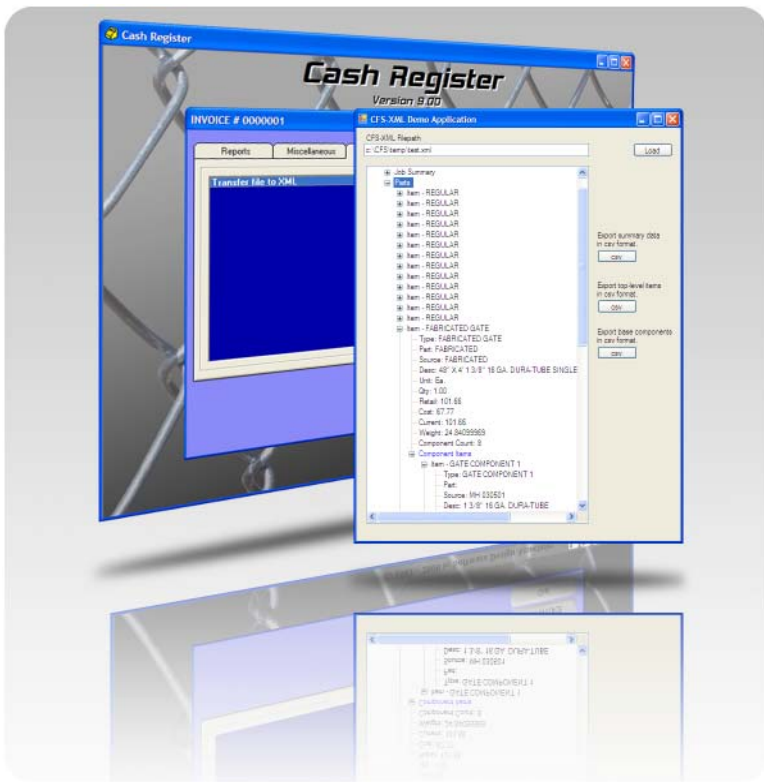 Cash Register
Cash Register
Version 9.00
INVOICE # 0000001
Reports
Miscellaneous
Transfer file to XML
CFS-XML Demo Application
CFS-XML Filepath
c:\CFS\temp\test.xml
Load
Job Summary
Parts
Item - REGULAR
Item - REGULAR
Item - REGULAR
Item - REGULAR
Item - REGULAR
Item - REGULAR
Item - REGULAR
Item - REGULAR
Item - REGULAR
Item - REGULAR
Item - REGULAR
Item - REGULAR
Item - REGULAR
Item - FABRICATED GATE
Type: FABRICATED GATE
Part: FABRICATED
Source: FABRICATED
Desc: 48" X 4' 1 3/8" 16 GA. DURA-TUBE SINGLE
Unit: Ea.
Qty: 1.00
Retail: 101.66
Cost: 67.77
Current: 101.66
Weight: 24.84099969
Component Count: 8
Component Items
Item - GATE COMPONENT 1
Type: GATE COMPONENT 1
Part:
Source: MH 030501
Desc: 1 3/8" 16 GA. DURA-TUBE
Export summary data
in csv format.
csv
Export top-level items
in csv format.
csv
Export base components
in csv format.
csv